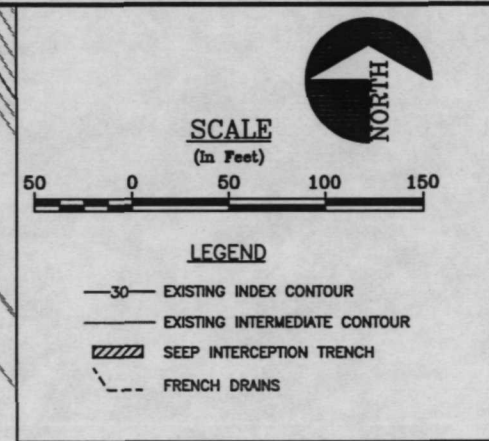 NORTH
SCALE
(In Feet)
50 0 50 100 150
LEGEND
30 EXISTING INDEX CONTOUR
EXISTING INTERMEDIATE CONTOUR
SEEP INTERCEPTION TRENCH
FRENCH DRAINS